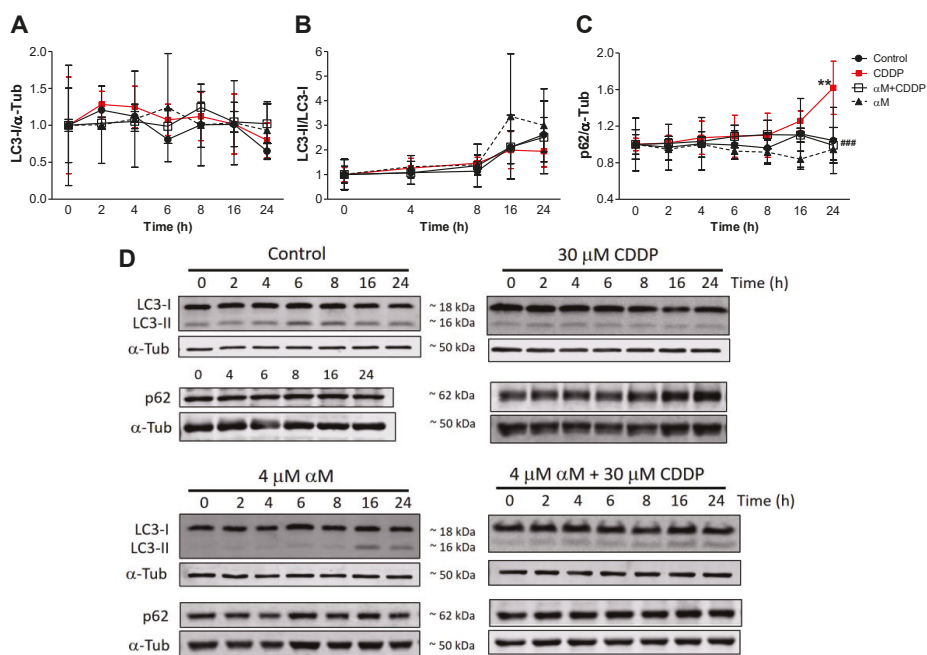 A
LC3-I/α-Tub
2.0
1.5
1.0
0.5
0.0
0 2 4 6 8 16 24
Time (h)
B
LC3-II/LC3-I
6
5
4
3
2
1
0
0 4 8 16 24
Time (h)
C
p62/α-Tub
2.0
1.6
1.2
0.8
0.4
0 2 4 6 8 16 24
Time (h)
**
###
Control
CDDP
αM+CDDP
αM
D
Control
0 2 4 6 8 16 24
LC3-I
LC3-II
α-Tub
~ 18 kDa
~ 16 kDa
~ 50 kDa
30 μM CDDP
0 2 4 6 8 16 24 Time (h)
0 4 6 8 16 24
p62
α-Tub
~ 62 kDa
~ 50 kDa
4 μM αM
0 2 4 6 8 16 24
LC3-I
LC3-II
α-Tub
p62
α-Tub
~ 18 kDa
~ 16 kDa
~ 50 kDa
~ 62 kDa
~ 50 kDa
4 μM αM + 30 μM CDDP
0 2 4 6 8 16 24 Time (h)